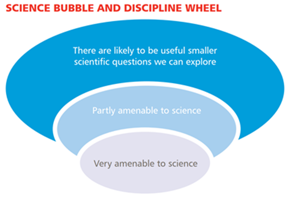 SCIENCE BUBBLE AND DISCIPLINE WHEEL
There are likely to be useful smaller
scientific questions we can explore
Partly amenable to science
Very amenable to science